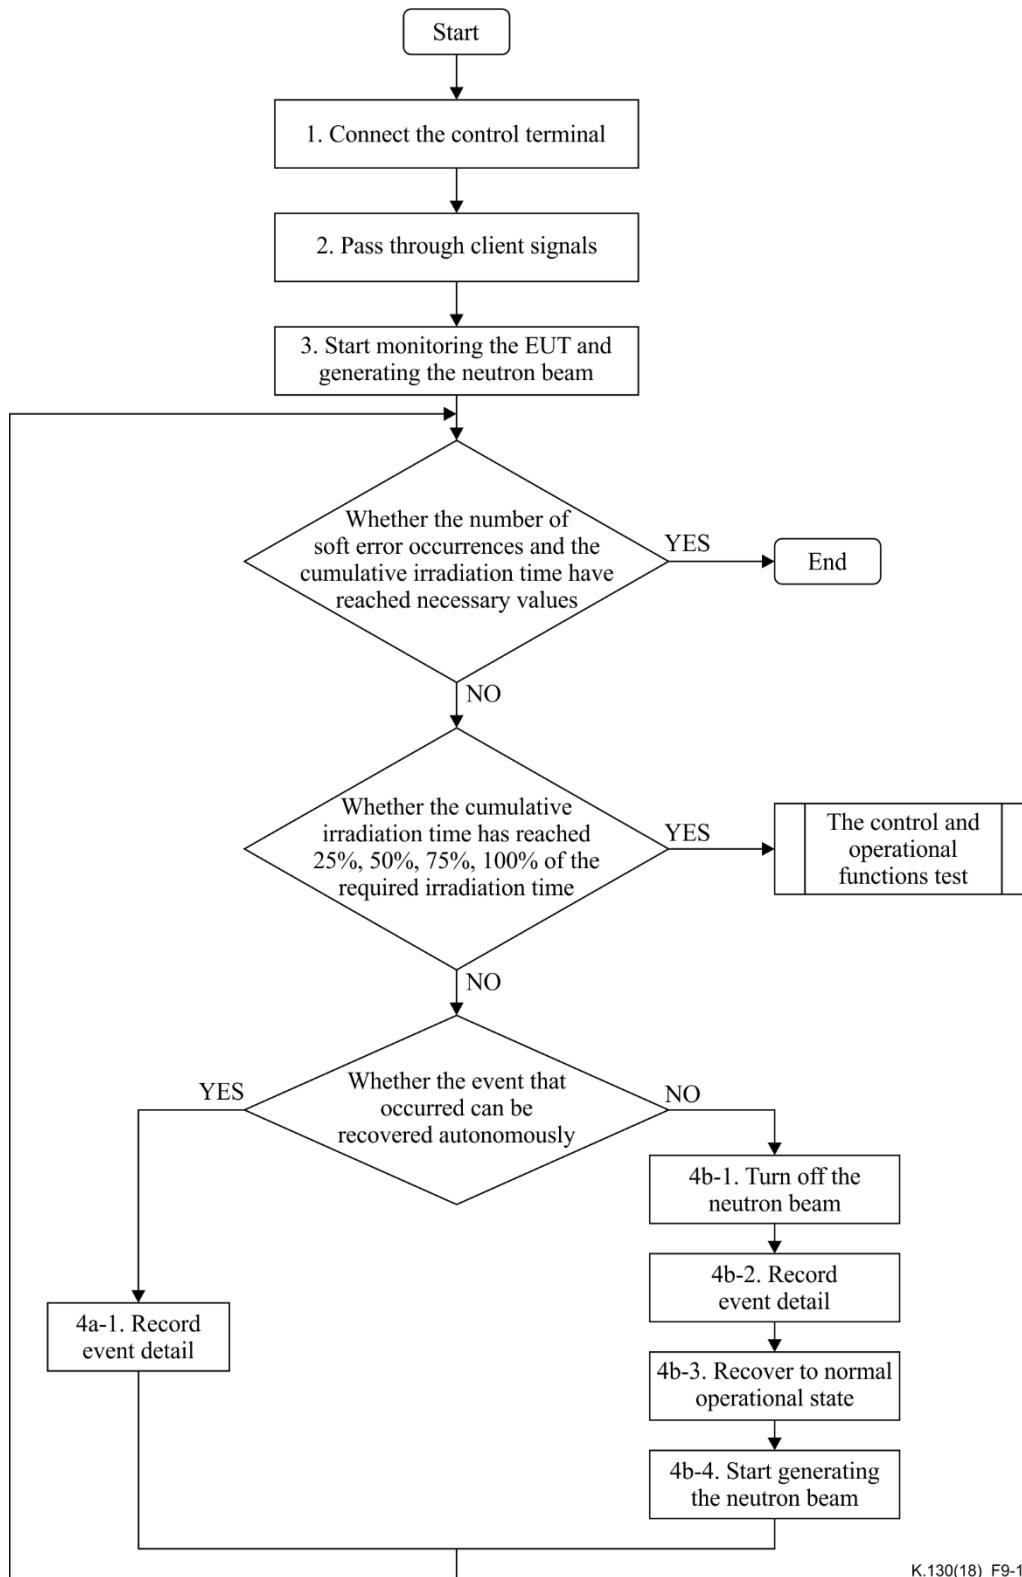 Start
1. Connect the control terminal
2. Pass through client signals
3. Start monitoring the EUT and
generating the neutron beam
Whether the number of
soft error occurrences and the
cumulative irradiation time have
reached necessary values
YES
End
NO
Whether the cumulative
irradiation time has reached
25%, 50%, 75%, 100% of the
required irradiation time
YES
The control and
operational
functions test
NO
Whether the event that
occurred can be
recovered autonomously
YES
NO
4b-1. Turn off the
neutron beam
4b-2. Record
event detail
4a-1. Record
event detail
4b-3. Recover to normal
operational state
4b-4. Start generating
the neutron beam
K.130(18)_F9-1